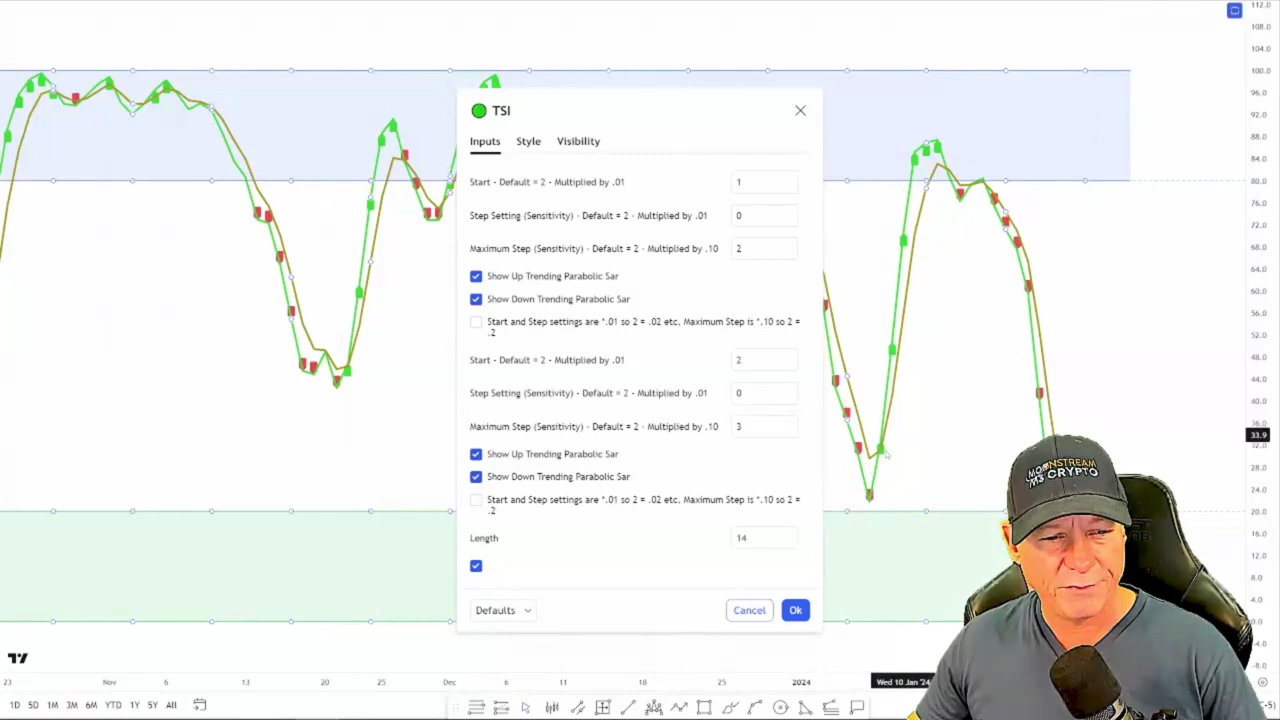 112.0
108.0
104.0
100.0
96.0
92.0
88.0
84.0
80.0
76.0
72.0
68.0
64.0
60.0
56.0
52.0
48.0
44.0
40.0
36.0
33.9
32.0
28.0
24.0
20.0
16.0
12.0
8.0
4.0
0.0
-4.0
-8.0
TSI
Inputs Style Visibility
Start - Default = 2 - Multiplied by .01 1
Step Setting (Sensitivity) - Default = 2 - Multiplied by .01 0
Maximum Step (Sensitivity) - Default = 2 - Multiplied by .10 2
Show Up Trending Parabolic Sar
Show Down Trending Parabolic Sar
Start and Step settings are *.01 so 2 = .02 etc, Maximum Step is *.10 so 2 =
.2
Start - Default = 2 - Multiplied by .01 2
Step Setting (Sensitivity) - Default = 2 - Multiplied by .01 0
Maximum Step (Sensitivity) - Default = 2 - Multiplied by .10 3
Show Up Trending Parabolic Sar
Show Down Trending Parabolic Sar
Start and Step settings are *.01 so 2 = .02 etc, Maximum Step is *.10 so 2 =
.2
Length 14
Defaults Cancel Ok
MOONSTREAM
CRYPTO
23 Nov 6 13 20 25 Dec 6 11 18 25 2024 Wed 10 Jan '24
1D 5D 1M 3M 6M YTD 1Y 5Y All